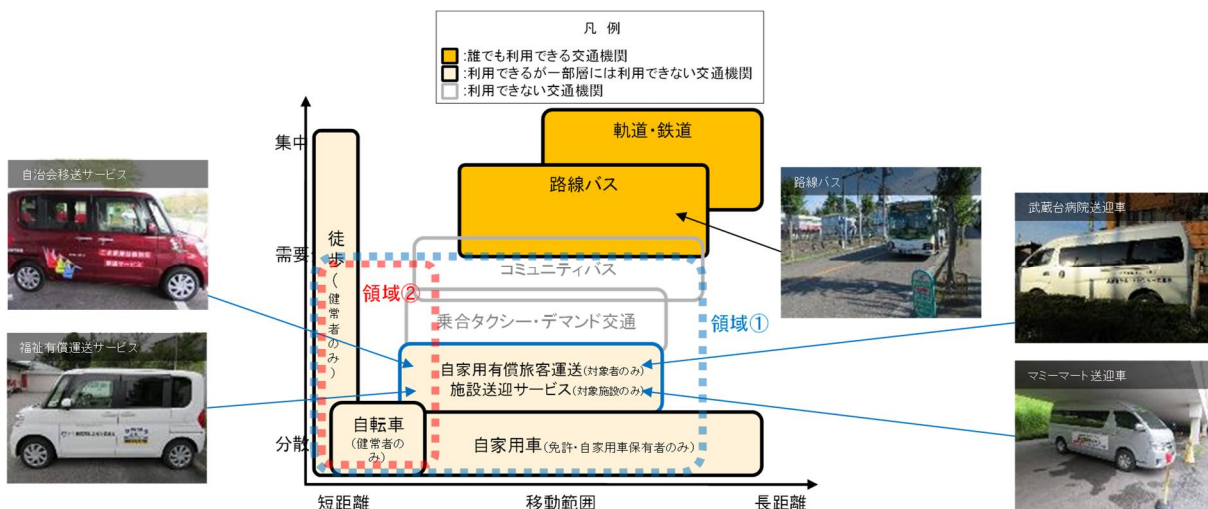 凡 例
:誰でも利用できる交通機関
:利用できるが一部層には利用できない交通機関
:利用できない交通機関
集中
需要
分散
短距離
移動範囲
長距離
軌道・鉄道
路線バス
コミュニティバス
乗合タクシー・デマンド交通
領域①
領域②
徒歩(健常者のみ)
自家用有償旅客運送(対象者のみ)
施設送迎サービス(対象施設のみ)
自転車
(健常者の
み)
自家用車(免許・自家用車保有者のみ)
自治会移送サービス
福祉有償運送サービス
路線バス
武蔵台病院送迎車
マミーマート送迎車